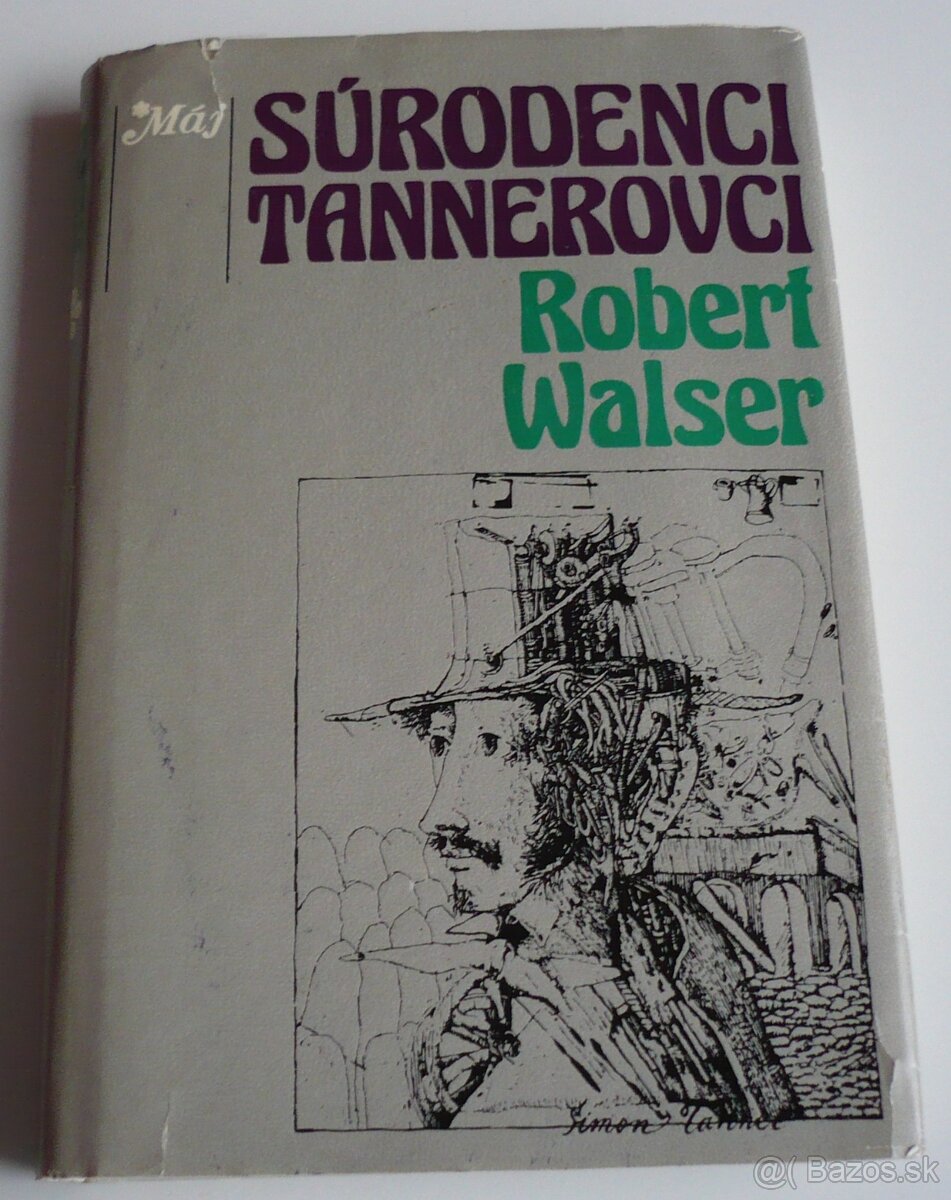 *Máj
SÚRODENCI
TANNEROVCI
Robert
Walser
Simon Tanner
@( Bazos.sk